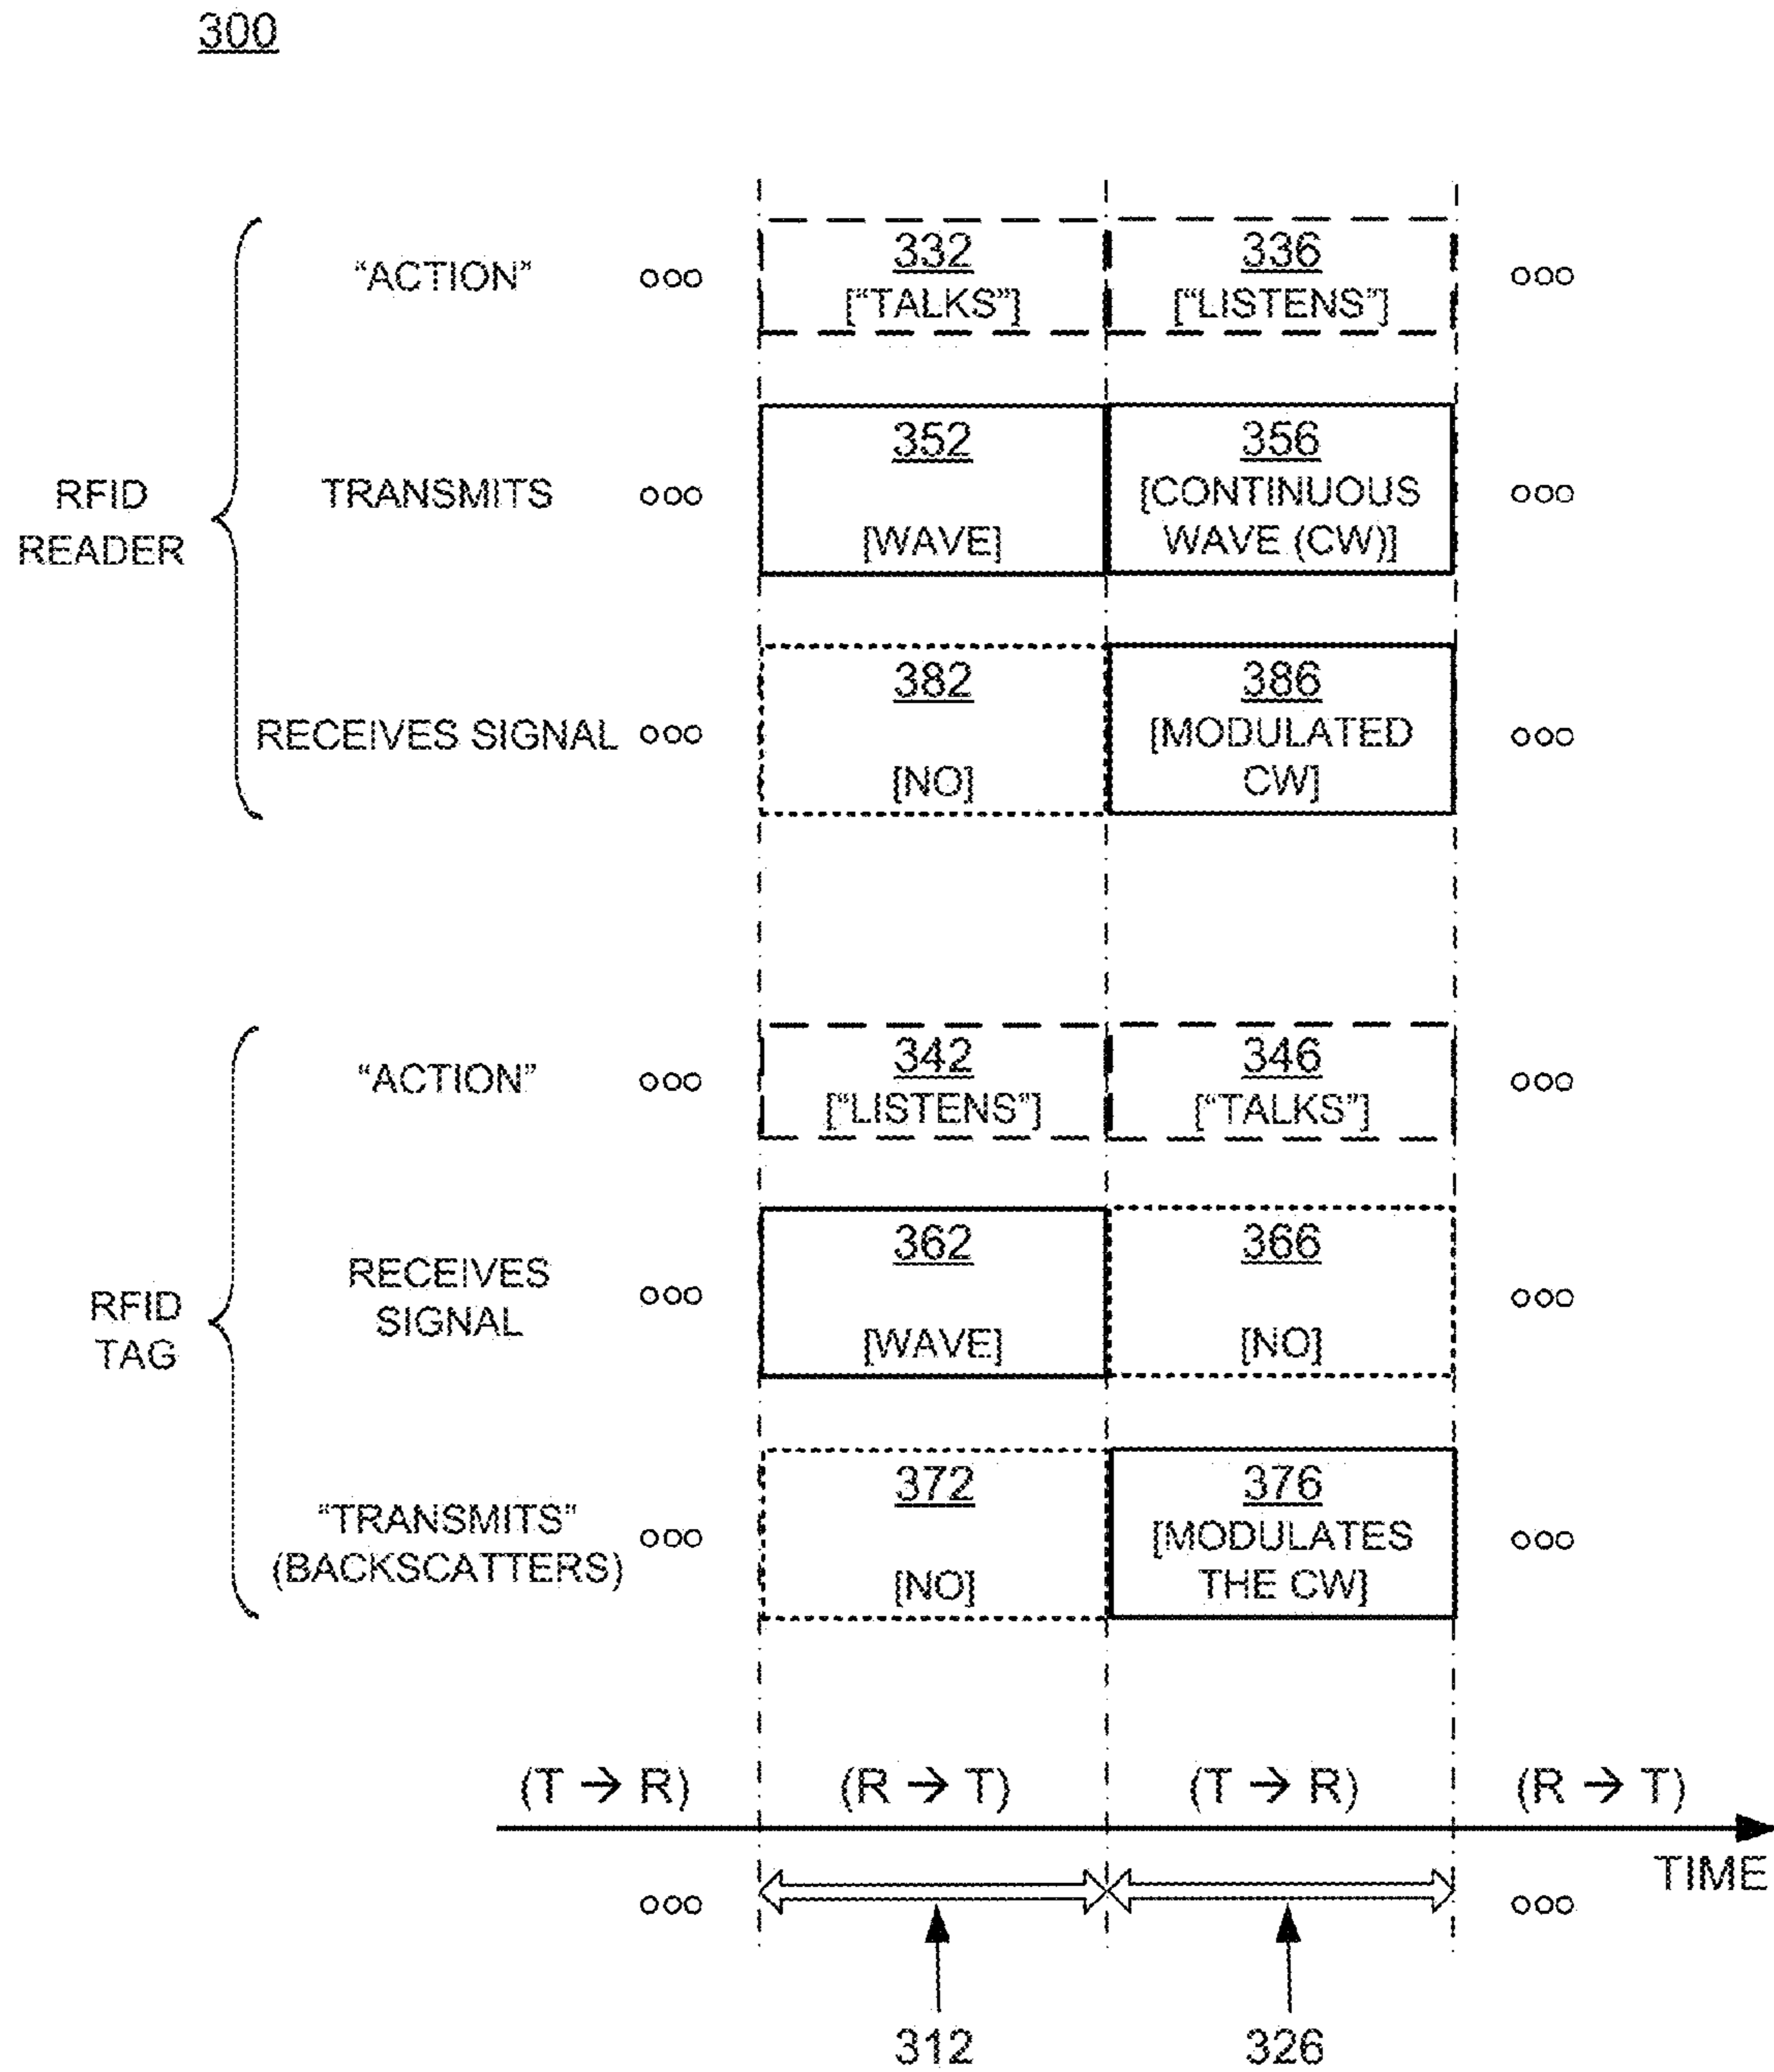 300
"ACTION" ooo 332 336 ooo
["TALKS"] ["LISTENS"]
RFID
READER
TRANSMITS ooo 352 356 ooo
[WAVE] [CONTINUOUS
WAVE (CW)]
RECEIVES SIGNAL ooo 382 386 ooo
[NO] [MODULATED
CW]
"ACTION" ooo 342 346 ooo
["LISTENS"] ["TALKS"]
RFID
TAG
RECEIVES
SIGNAL
ooo 362 366 ooo
[WAVE] [NO]
"TRANSMITS"
(BACKSCATTERS)
ooo 372 376 ooo
[NO] [MODULATES
THE CW]
(T → R) (R → T) (T → R) (R → T)
TIME
ooo ooo
312 326